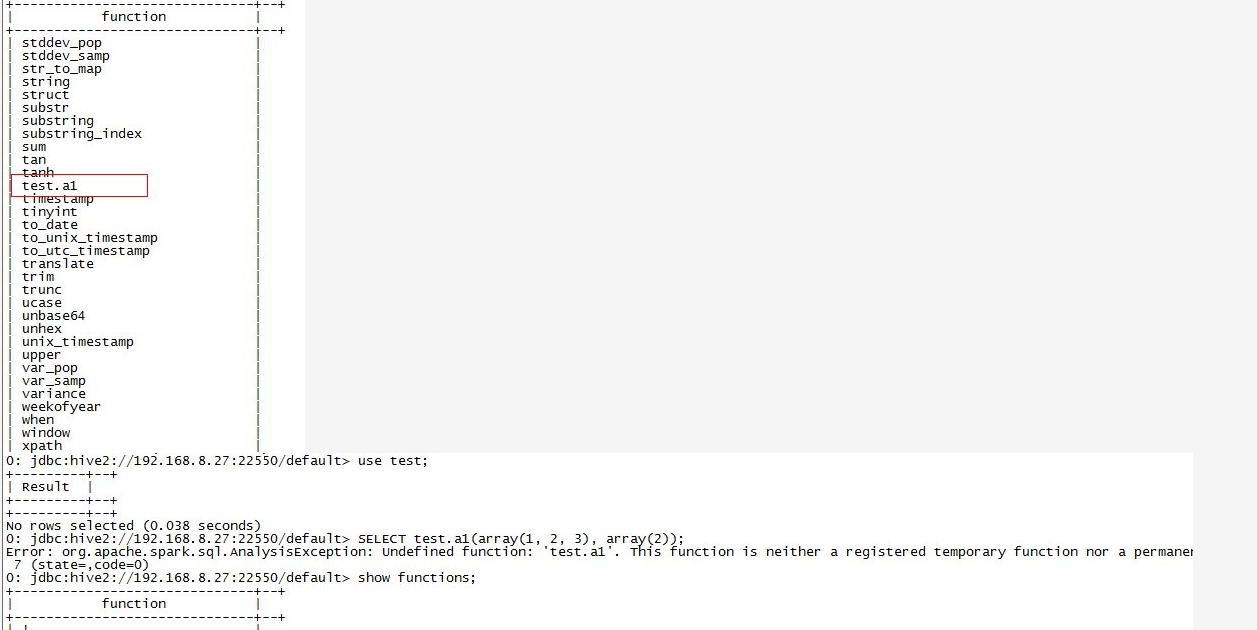 +------------------------------+--+
| function |
+------------------------------+--+
| stddev_pop |
| stddev_samp |
| str_to_map |
| string |
| struct |
| substr |
| substring |
| substring_index |
| sum |
| tan |
| tanh |
| test.a1 |
| timestamp |
| tinyint |
| to_date |
| to_unix_timestamp |
| to_utc_timestamp |
| translate |
| trim |
| trunc |
| ucase |
| unbase64 |
| unhex |
| unix_timestamp |
| upper |
| var_pop |
| var_samp |
| variance |
| weekofyear |
| when |
| window |
| xpath |
0: jdbc:hive2://192.168.8.27:22550/default> use test;
+---------+--+
| Result |
+---------+--+
+---------+--+
No rows selected (0.038 seconds)
0: jdbc:hive2://192.168.8.27:22550/default> SELECT test.a1(array(1, 2, 3), array(2));
Error: org.apache.spark.sql.AnalysisException: Undefined function: 'test.a1'. This function is neither a registered temporary function nor a permane
7 (state=,code=0)
0: jdbc:hive2://192.168.8.27:22550/default> show functions;
+------------------------------+--+
| function |
+------------------------------+--+